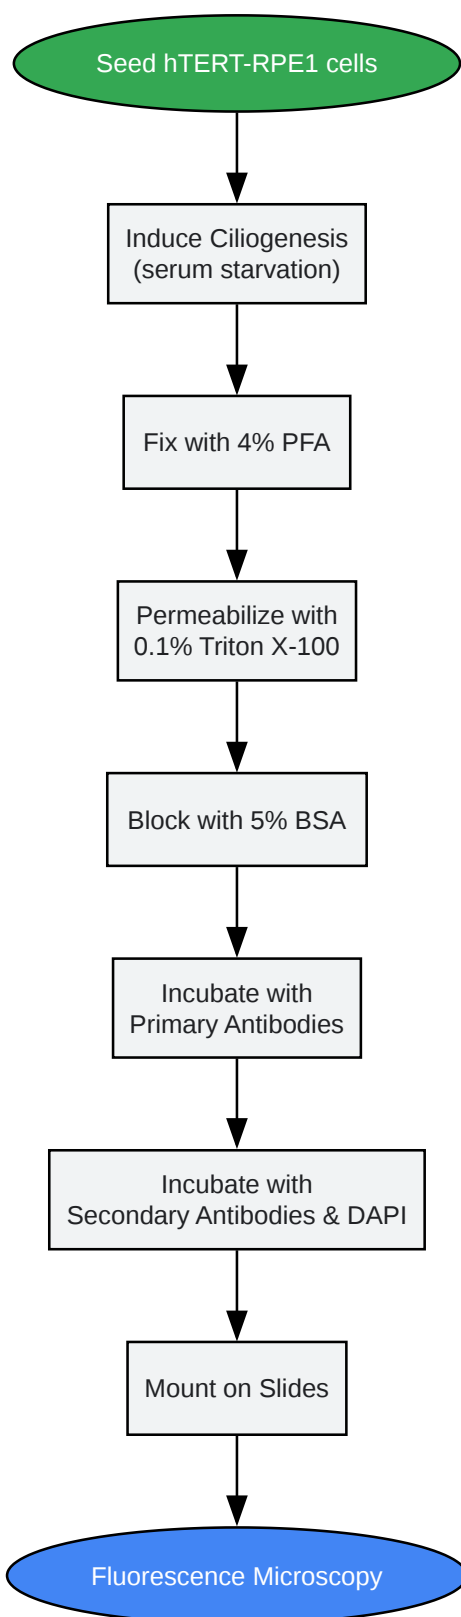 Seed hTERT-RPE1 cells
Induce Ciliogenesis
(serum starvation)
Fix with 4% PFA
Permeabilize with
0.1% Triton X-100
Block with 5% BSA
Incubate with
Primary Antibodies
Incubate with
Secondary Antibodies & DAPI
Mount on Slides
Fluorescence Microscopy